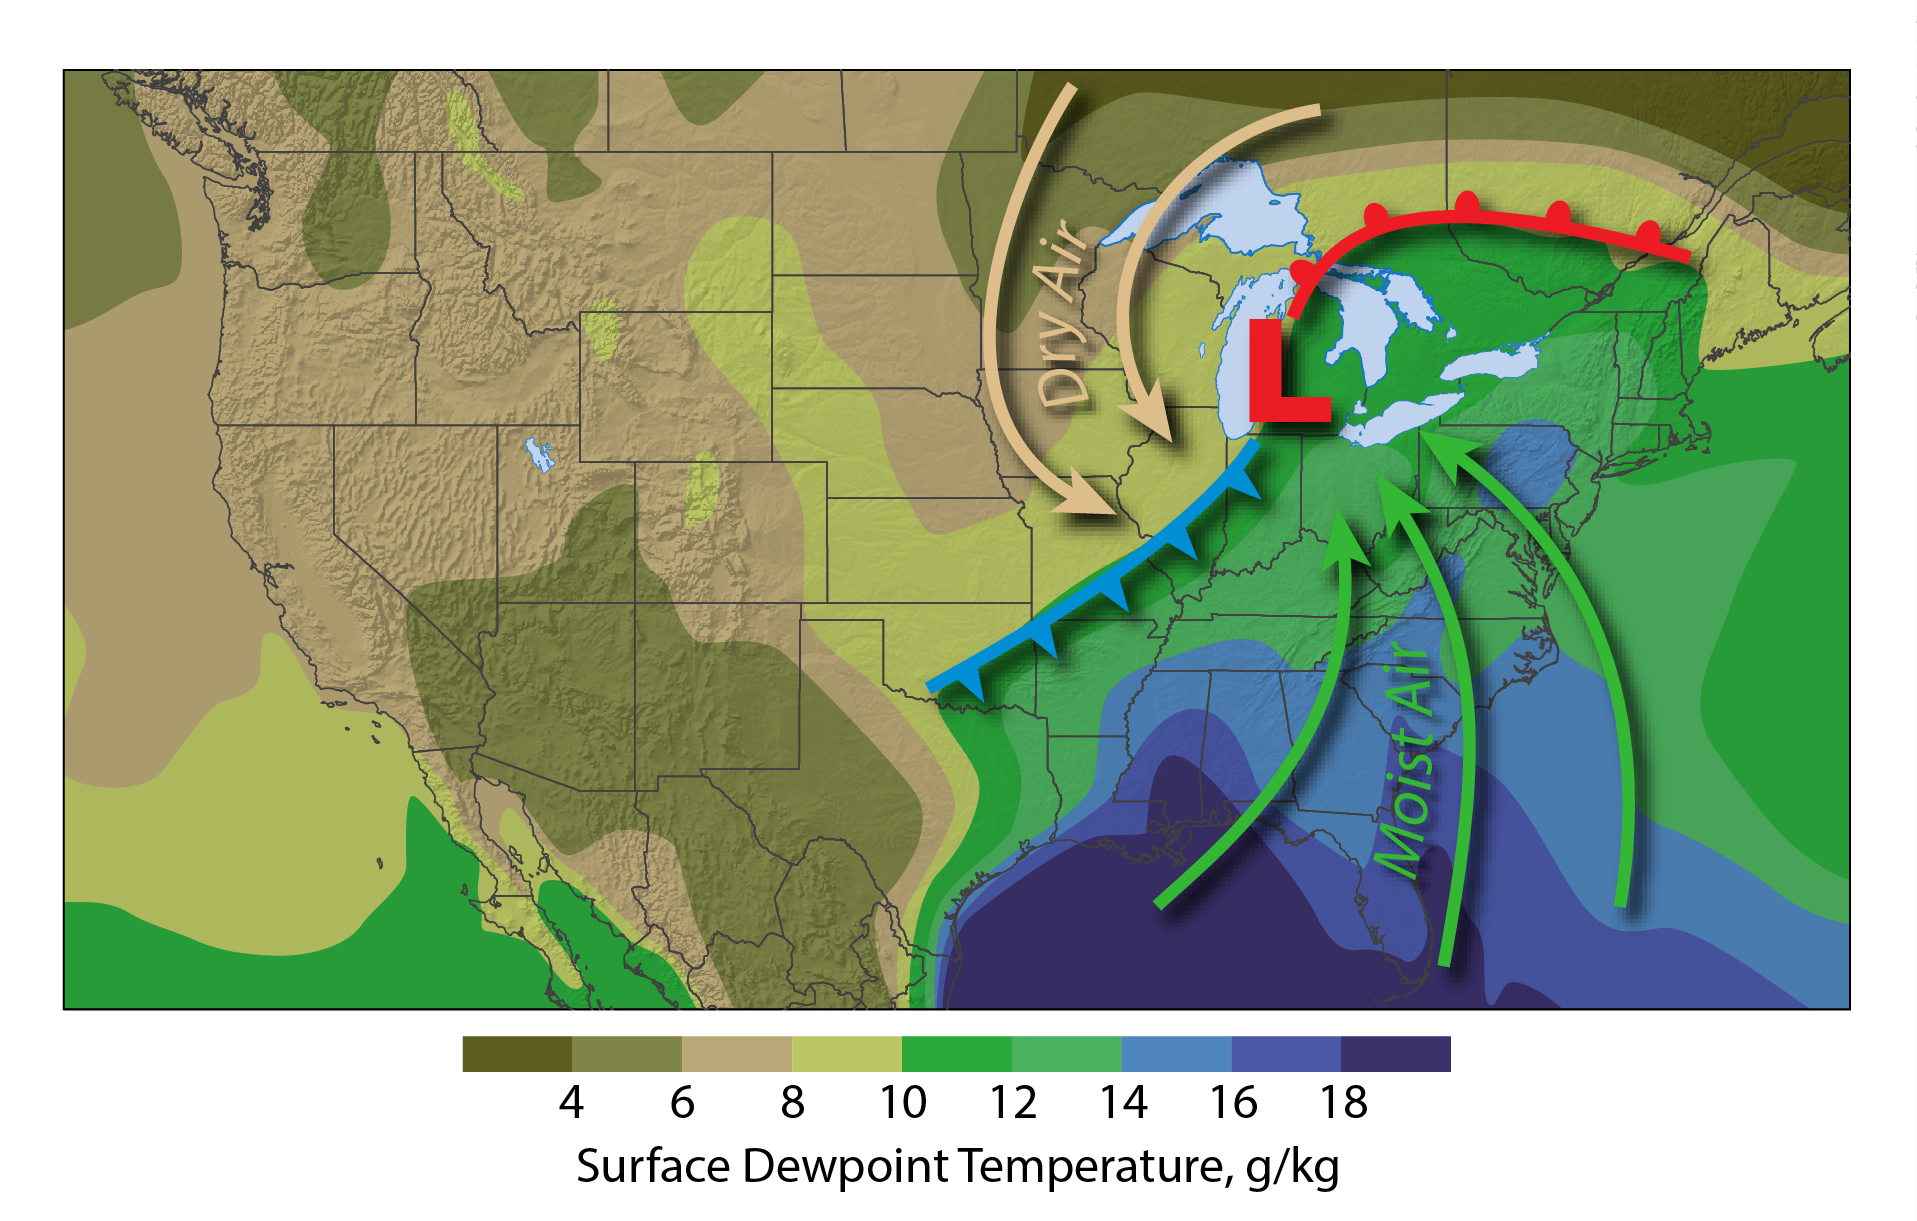 Dry Air
L
Moist Air
4 6 8 10 12 14 16 18
Surface Dewpoint Temperature, g/kg